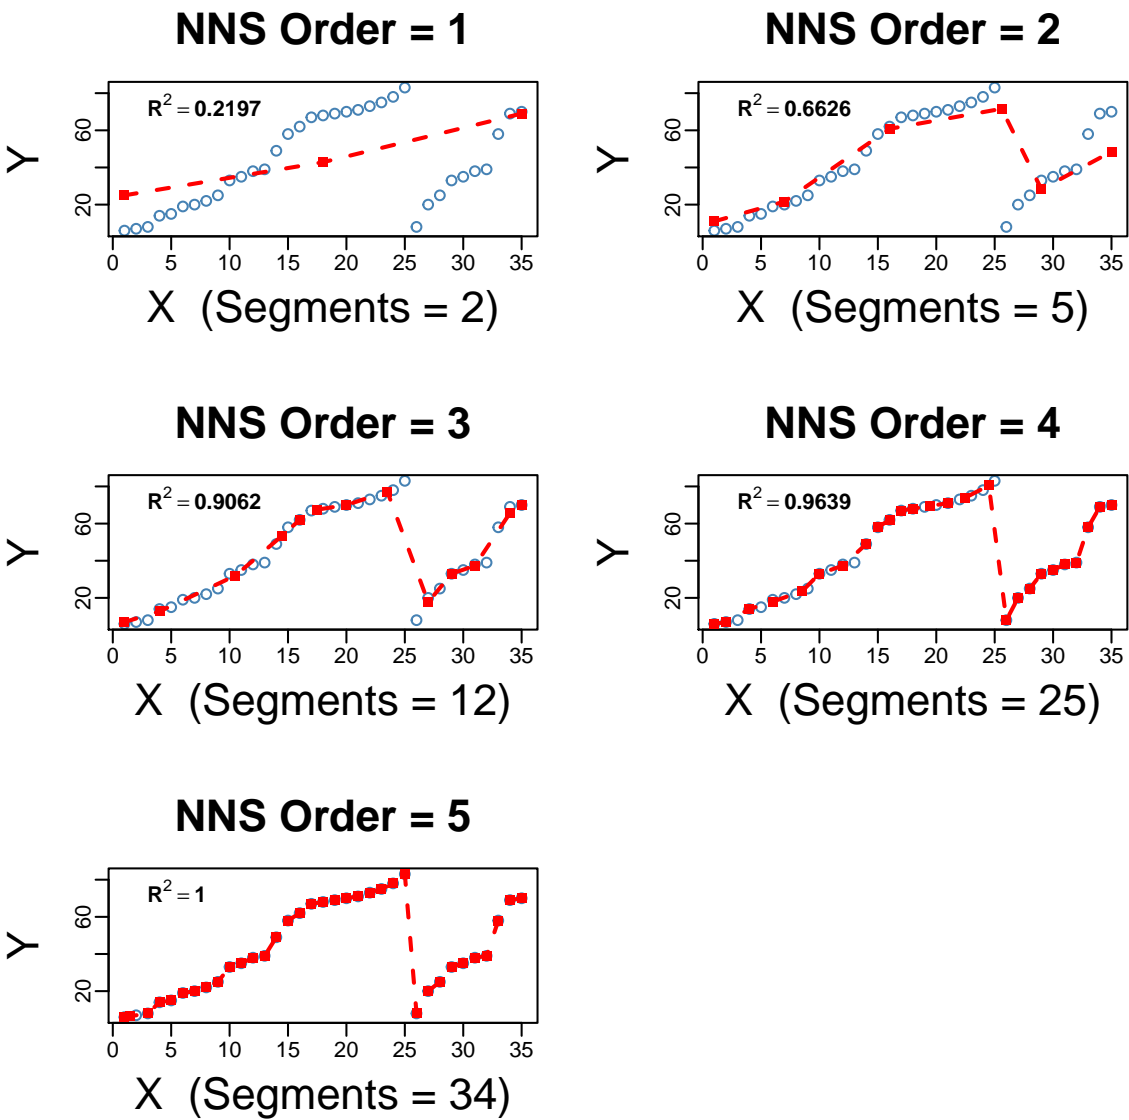 NNS Order = 1
R² = 0.2197
Y
60
20
0 5 10 15 20 25 30 35
X (Segments = 2)
NNS Order = 2
R² = 0.6626
Y
60
20
0 5 10 15 20 25 30 35
X (Segments = 5)
NNS Order = 3
R² = 0.9062
Y
60
20
0 5 10 15 20 25 30 35
X (Segments = 12)
NNS Order = 4
R² = 0.9639
Y
60
20
0 5 10 15 20 25 30 35
X (Segments = 25)
NNS Order = 5
R² = 1
Y
60
20
0 5 10 15 20 25 30 35
X (Segments = 34)